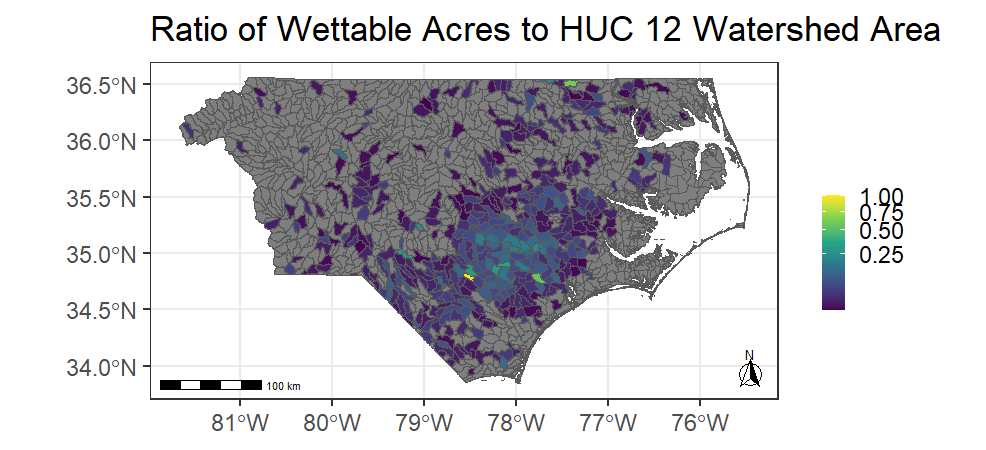 Ratio of Wettable Acres to HUC 12 Watershed Area
36.5°N
36.0°N
35.5°N
35.0°N
34.5°N
34.0°N
1.00
0.75
0.50
0.25
N
100 km
81°W 80°W 79°W 78°W 77°W 76°W